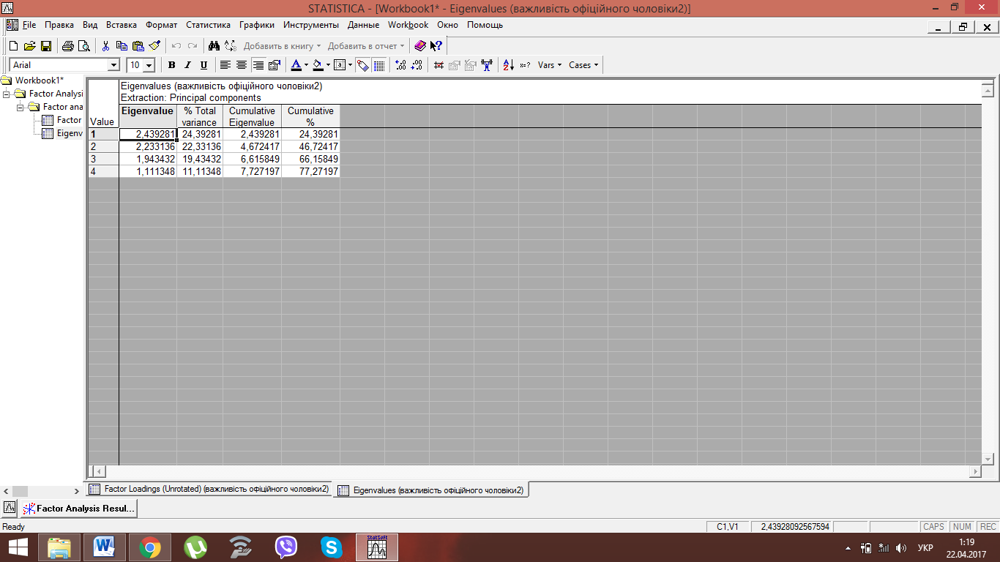 STATISTICA - [Workbook1* - Eigenvalues (важливість офіційного чоловіки2)]
File Правка Вид Вставка Формат Статистика Графики Инструменты Данные Workbook Окно Помощь
Добавить в книгу Добавить в отчет
Arial 10 B I U Vars Cases
Workbook1*
Factor Analysi
Factor ana
Factor
Eigenv
Eigenvalues (важливість офіційного чоловіки2)
Extraction: Principal components
Value Eigenvalue % Total variance Cumulative Eigenvalue Cumulative %
1 2,439281 24,39281 2,439281 24,39281
2 2,233136 22,33136 4,672417 46,72417
3 1,943432 19,43432 6,615849 66,15849
4 1,111348 11,11348 7,727197 77,27197
Factor Loadings (Unrotated) (важливість офіційного чоловіки2) Eigenvalues (важливість офіційного чоловіки2)
Factor Analysis Resul...
Ready C1,V1 2,43928092567594 CAPS NUM REC
StatSoft
УКР 1:19
22.04.2017